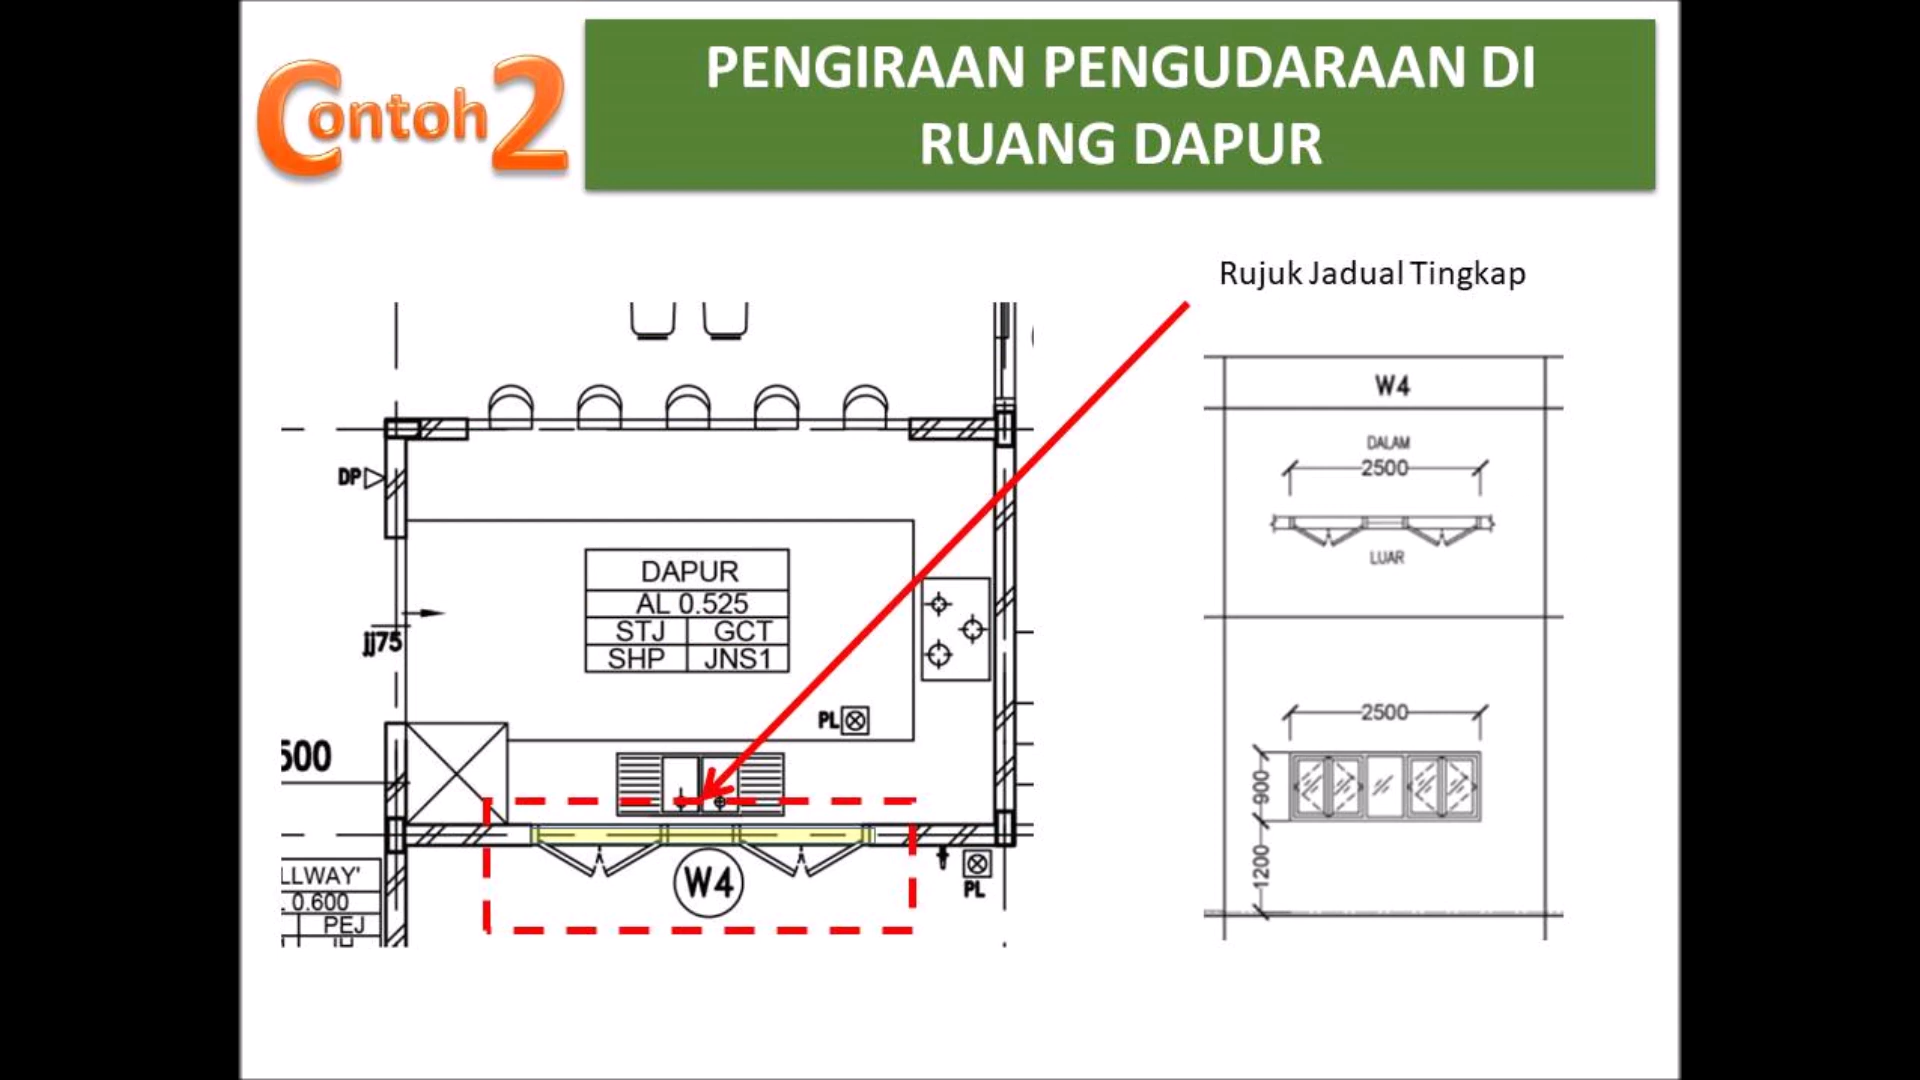 Contoh 2
PENGIRAAN PENGUDARAAN DI
RUANG DAPUR
Rujuk Jadual Tingkap
W4
DALAM
2500
LUAR
2500
900
1200
DP
DAPUR
AL 0.525
STJ GCT
SHP JNS1
jj75
PL
W4
PL
LLWAY'
0.600
PEJ